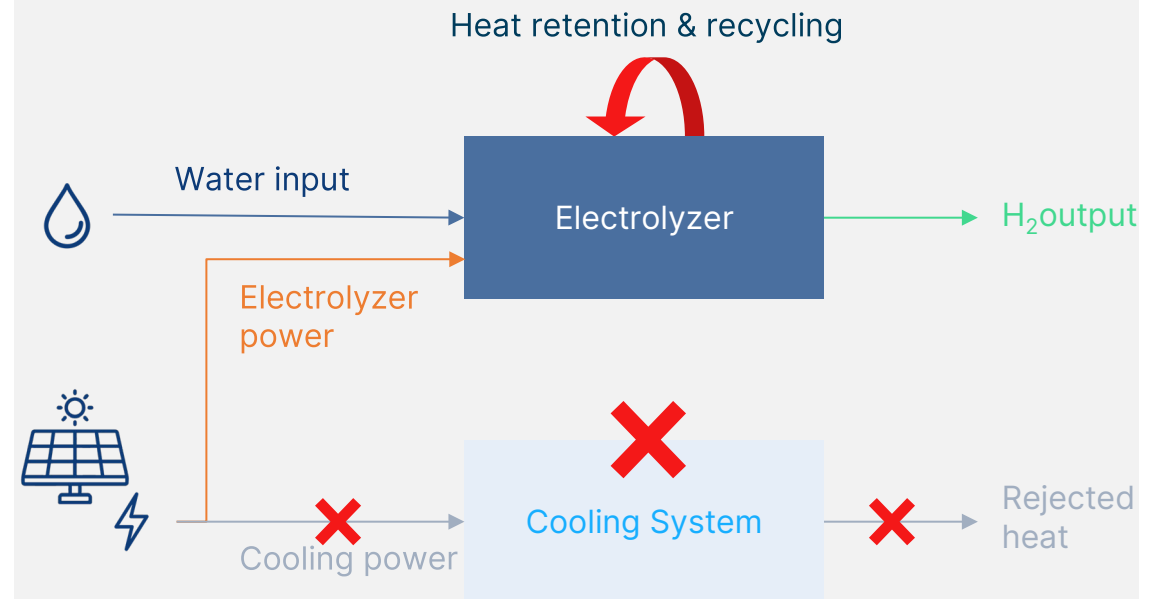 Heat retention & recycling
Water input
Electrolyzer
H₂output
Electrolyzer
power
Cooling System
Cooling power
Rejected
heat